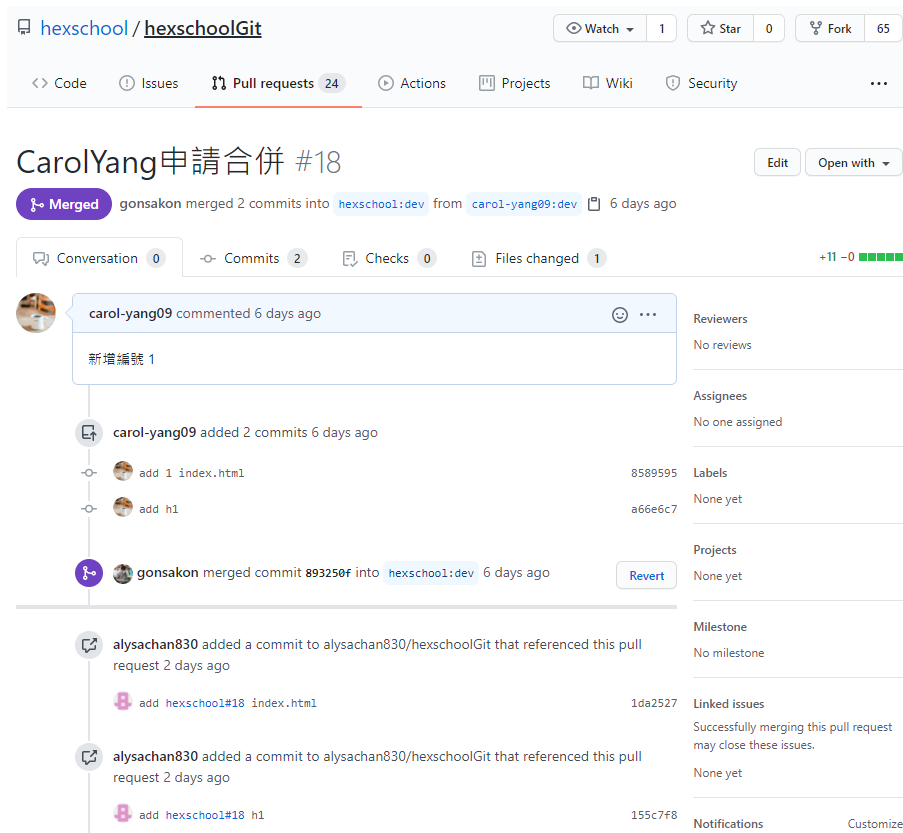 hexschool / hexschoolGit
Watch 1 Star 0 Fork 65
Code Issues Pull requests 24 Actions Projects Wiki Security ...
CarolYang申請合併 #18
Edit Open with
Merged gonsakon merged 2 commits into hexschool:dev from carol-yang09:dev 6 days ago
Conversation 0 Commits 2 Checks 0 Files changed 1 +11 −0
carol-yang09 commented 6 days ago
新增編號 1
carol-yang09 added 2 commits 6 days ago
add 1 index.html 8589595
add h1 a66e6c7
gonsakon merged commit 893250f into hexschool:dev 6 days ago Revert
alysachan830 added a commit to alysachan830/hexschoolGit that referenced this pull
request 2 days ago
add hexschool#18 index.html 1da2527
alysachan830 added a commit to alysachan830/hexschoolGit that referenced this pull
request 2 days ago
add hexschool#18 h1 155c7f8
Reviewers
No reviews
Assignees
No one assigned
Labels
None yet
Projects
None yet
Milestone
No milestone
Linked issues
Successfully merging this pull request
may close these issues.
None yet
Notifications Customize